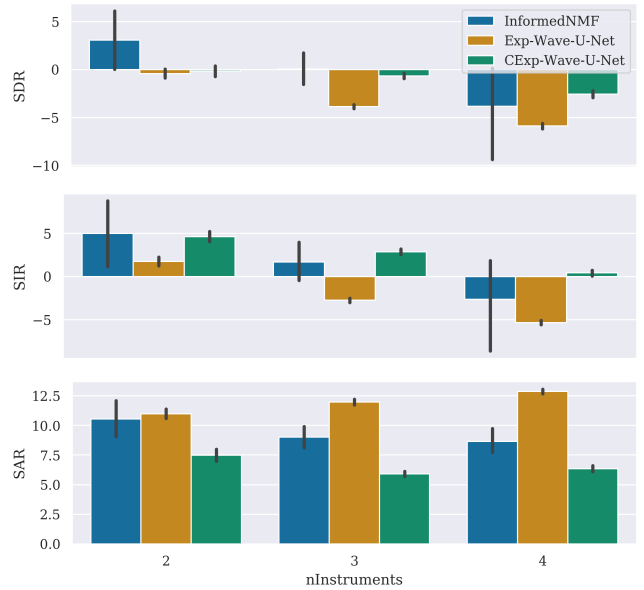 SDR
5
0
−5
−10
InformedNMF
Exp-Wave-U-Net
CExp-Wave-U-Net
SIR
5
0
−5
SAR
12.5
10.0
7.5
5.0
2.5
0.0
2 3 4
nInstruments